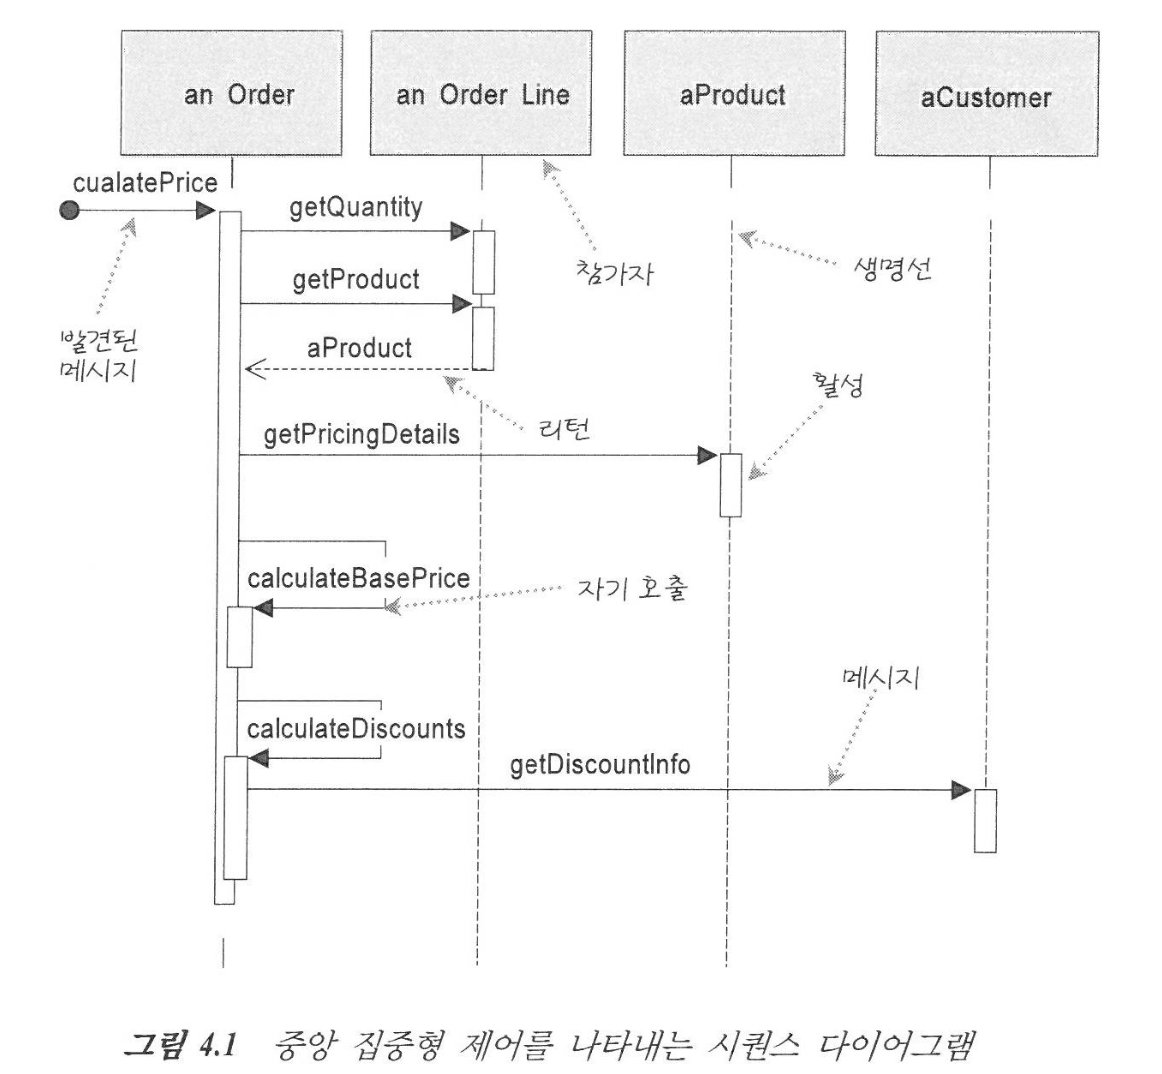 an Order
an Order Line
aProduct
aCustomer
cualatePrice
getQuantity
참가자
생명선
getProduct
발견된
메시지
aProduct
활성
리턴
getPricingDetails
calculateBasePrice
자기 호출
메시지
calculateDiscounts
getDiscountInfo
그림 4.1 중앙 집중형 제어를 나타내는 시퀀스 다이어그램